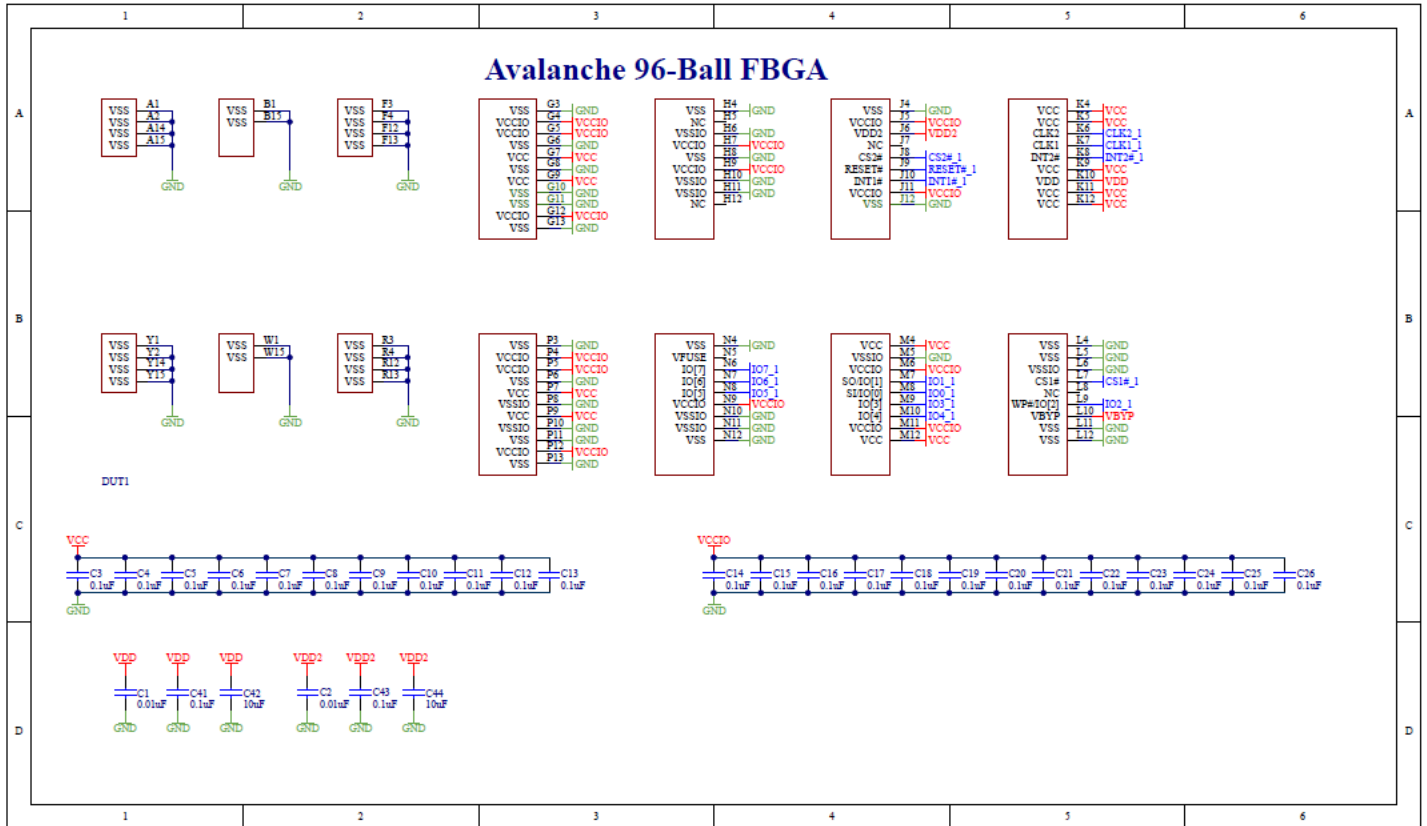 1 2 3 4 5 6
Avalanche 96-Ball FBGA
A A
VSS A1
VSS A2
VSS A14
VSS A15
GND
VSS B1
VSS B15
GND
VSS F3
VSS F4
VSS F12
VSS F13
GND
VSS G3 GND
VCCIO G4 VCCIO
VCCIO G5 VCCIO
VSS G6 GND
VCC G7 VCC
VSS G8 GND
VCC G9 VCC
VSS G10 GND
VSS G11 GND
VCCIO G12 VCCIO
VSS G13 GND
VSS H4 GND
NC H5
VSSIO H6 GND
VCCIO H7 VCCIO
VSS H8 GND
VCCIO H9 VCCIO
VSSIO H10 GND
VSSIO H11 GND
NC H12
VSS J4 GND
VCCIO J5 VCCIO
VDD2 J6 VDD2
NC J7
CS2# J8 CS2#_1
RESET# J9 RESET#_1
INT1# J10 INT1#_1
VCCIO J11 VCCIO
VSS J12 GND
VCC K4 VCC
VCC K5 VCC
CLK2 K6 CLK2_1
CLK1 K7 CLK1_1
INT2# K8 INT2#_1
VCC K9 VCC
VDD K10 VDD
VCC K11 VCC
VCC K12 VCC
B B
VSS Y1
VSS Y2
VSS Y14
VSS Y15
GND
VSS W1
VSS W15
GND
VSS R3
VSS R4
VSS R12
VSS R13
GND
VSS P3 GND
VCCIO P4 VCCIO
VCCIO P5 VCCIO
VSS P6 GND
VCC P7 VCC
VSSIO P8 GND
VCC P9 VCC
VSSIO P10 GND
VSS P11 GND
VCCIO P12 VCCIO
VSS P13 GND
VSS N4 GND
VFUSE N5
IO[7] N6 IO7_1
IO[6] N7 IO6_1
IO[5] N8 IO5_1
VCCIO N9 VCCIO
VSSIO N10 GND
VSSIO N11 GND
VSS N12 GND
VCC M4 VCC
VSSIO M5 GND
VCCIO M6 VCCIO
SO/IO[1] M7 IO1_1
SI/IO[0] M8 IO0_1
IO[3] M9 IO3_1
IO[4] M10 IO4_1
VCCIO M11 VCCIO
VCC M12 VCC
VSS L4 GND
VSS L5 GND
VSSIO L6 GND
CS1# L7 CS1#_1
NC L8
WP#/IO[2] L9 IO2_1
VBYP L10 VBYP
VSS L11 GND
VSS L12 GND
DUT1
C C
VCC
C3 C4 C5 C6 C7 C8 C9 C10 C11 C12 C13
0.1uF 0.1uF 0.1uF 0.1uF 0.1uF 0.1uF 0.1uF 0.1uF 0.1uF 0.1uF 0.1uF
GND
VCCIO
C14 C15 C16 C17 C18 C19 C20 C21 C22 C23 C24 C25 C26
0.1uF 0.1uF 0.1uF 0.1uF 0.1uF 0.1uF 0.1uF 0.1uF 0.1uF 0.1uF 0.1uF 0.1uF 0.1uF
GND
VDD VDD VDD VDD2 VDD2 VDD2
C1 C41 C42 C2 C43 C44
0.01uF 0.1uF 10uF 0.01uF 0.1uF 10uF
GND GND GND GND GND GND
D D
1 2 3 4 5 6